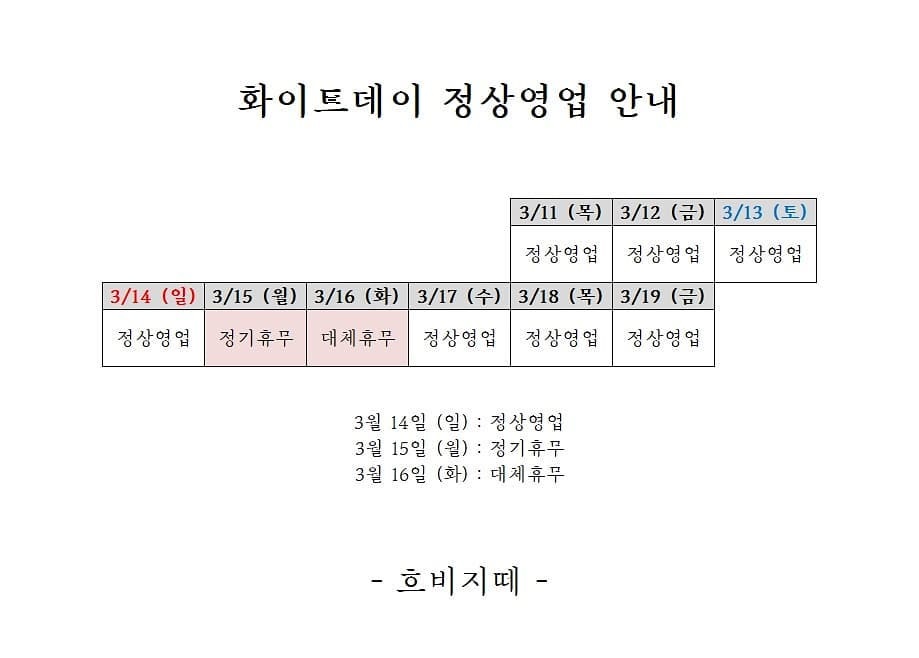 화이트데이 정상영업 안내
3/11 (목) 3/12 (금) 3/13 (토)
정상영업 정상영업 정상영업
3/14 (일) 3/15 (월) 3/16 (화) 3/17 (수) 3/18 (목) 3/19 (금)
정상영업 정기휴무 대체휴무 정상영업 정상영업 정상영업
3월 14일 (일) : 정상영업
3월 15일 (월) : 정기휴무
3월 16일 (화) : 대체휴무
- 흐비지떼 -